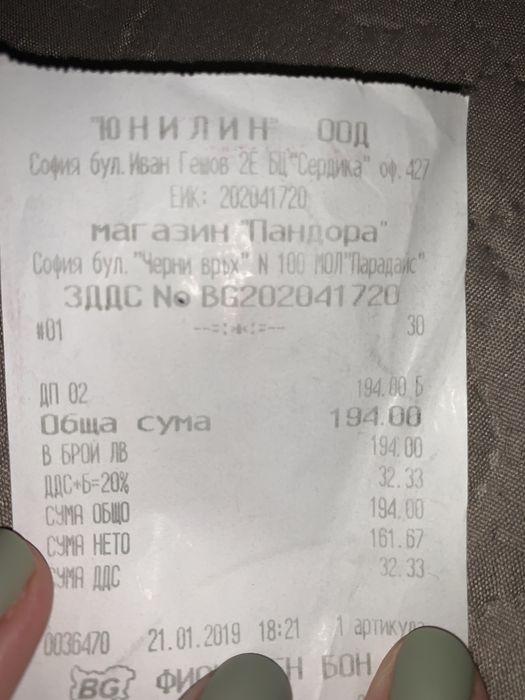 "ЮНИЛИН" ООД
София бул. Иван Гешов 2Е БЦ"Сердика" оф. 427
ЕИК: 202041720
магазин "Пандора"
София бул. "Черни връх" N 100 МОЛ"Парадайс"
ЗДДС № BG202041720
#01 --=:*:=-- 30
ДП 02 194.00 Б
Обща сума 194.00
В БРОЙ ЛВ 194.00
ДДС+Б=20% 32.33
СУМА ОБЩО 194.00
СУМА НЕТО 161.67
СУМА ДДС 32.33
0036470 21.01.2019 18:21 1 артикул
BG БОН